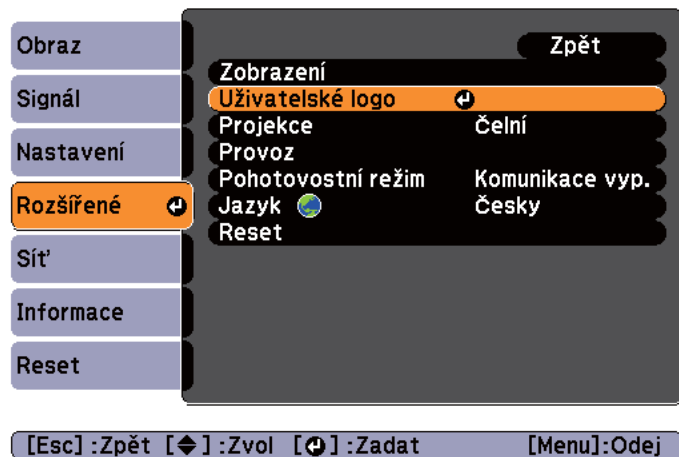 Obraz
Signál
Nastavení
Rozšířené
Síť
Informace
Reset
Zpět
Zobrazení
Uživatelské logo
Projekce Čelní
Provoz
Pohotovostní režim Komunikace vyp.
Jazyk Česky
Reset
[Esc] :Zpět [◆] :Zvol [↵] :Zadat [Menu]:Odej